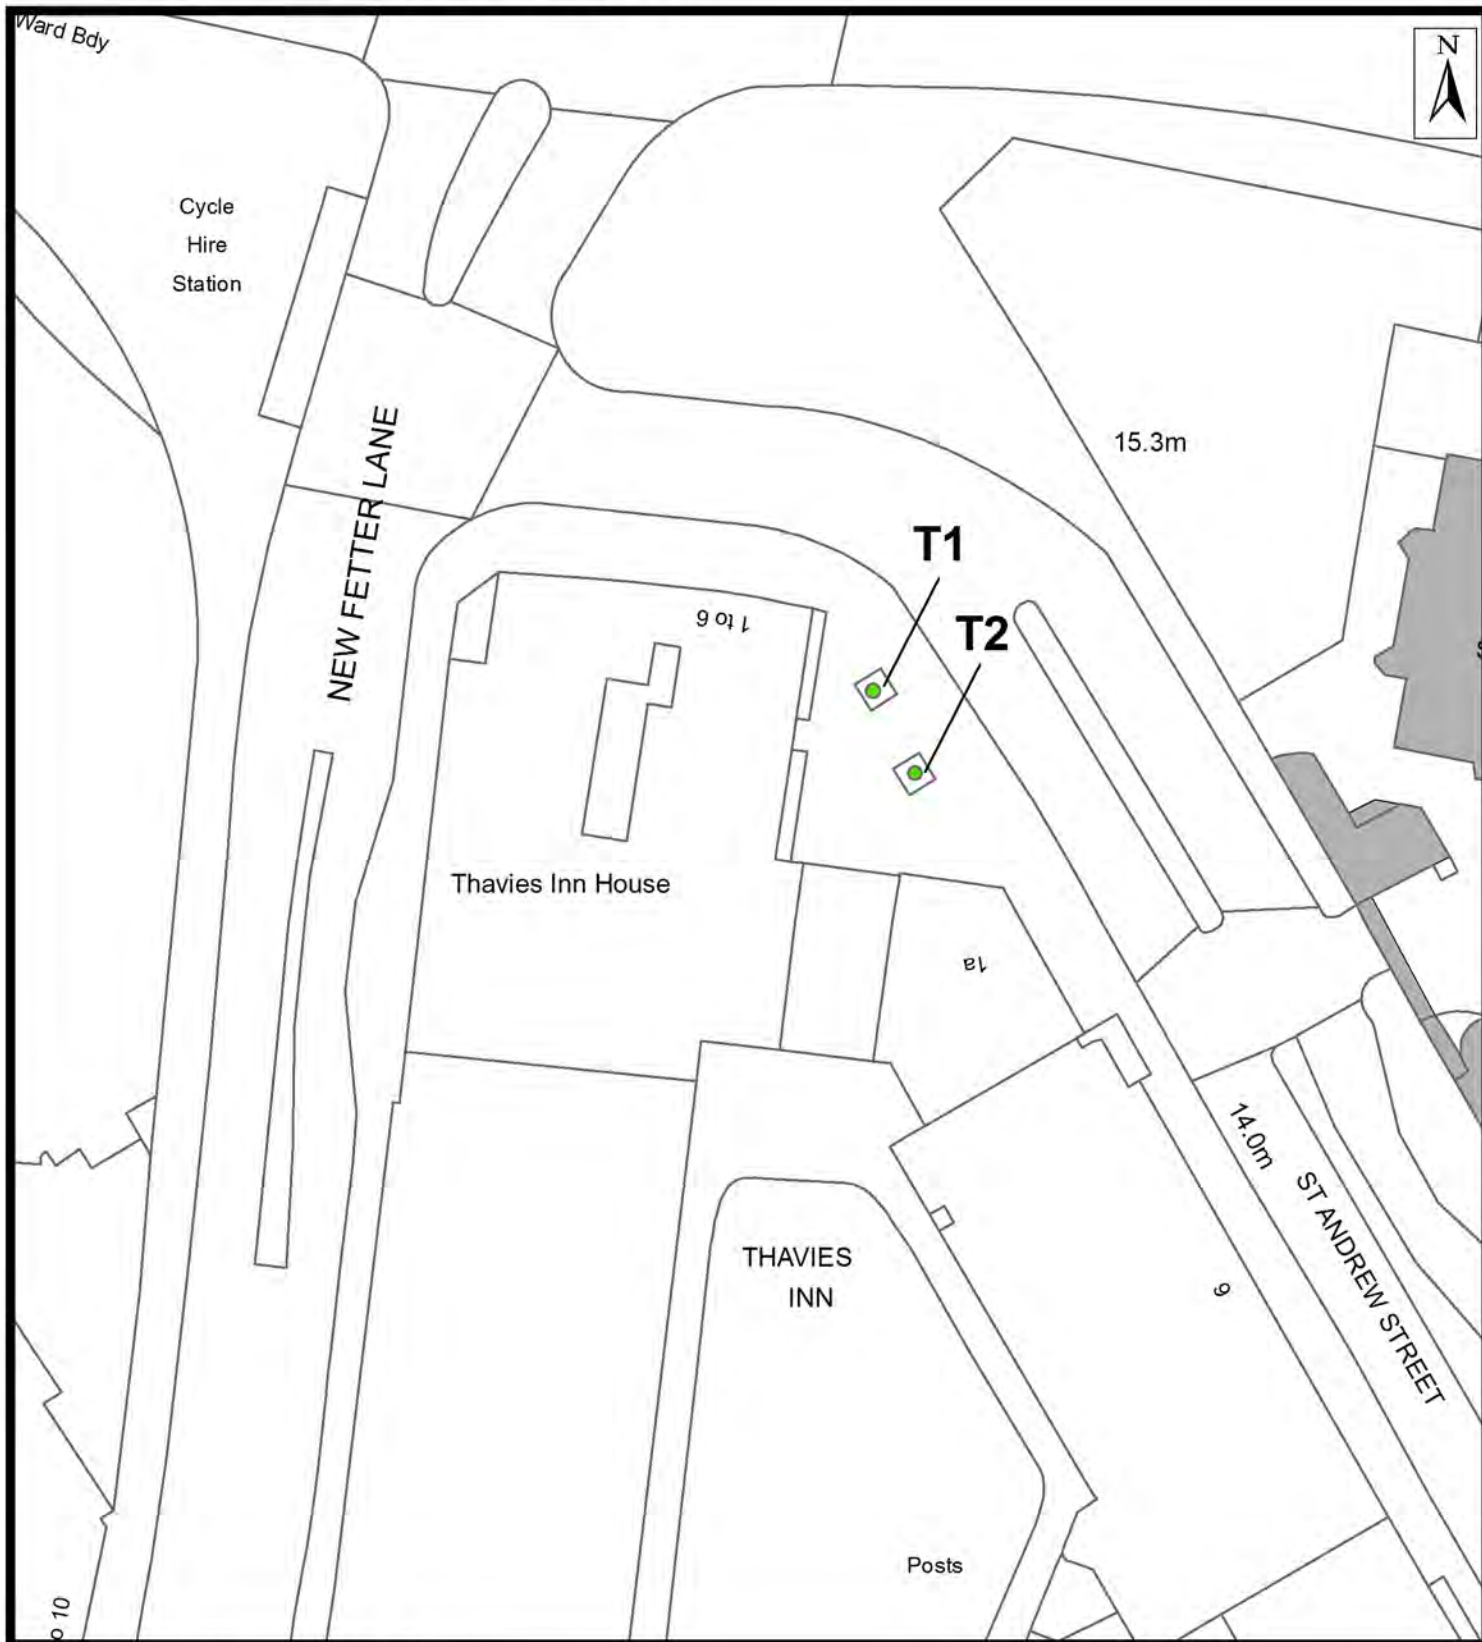 Ward Bdy
N
Cycle
Hire
Station
NEW FETTER LANE
15.3m
T1
T2
1 to 6
Thavies Inn House
1a
14.0m
ST ANDREW STREET
THAVIES
INN
9
Posts
o 10